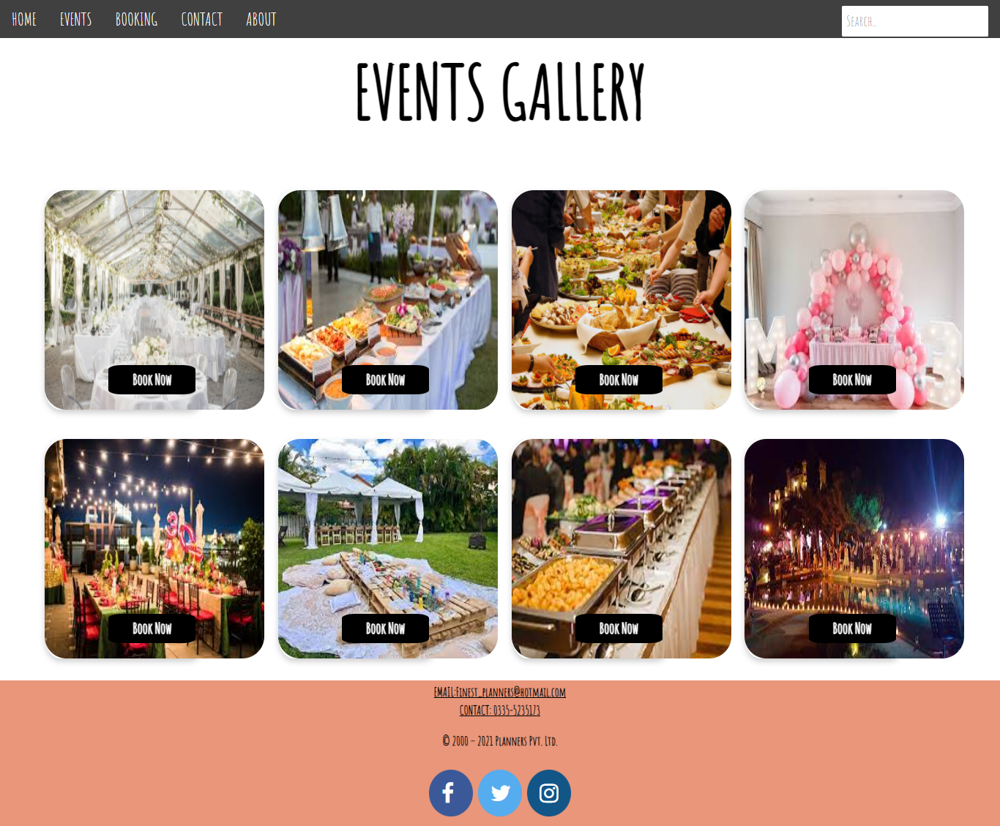 HOME EVENTS BOOKING CONTACT ABOUT Search...
EVENTS GALLERY
Book Now Book Now Book Now Book Now
Book Now Book Now Book Now Book Now
EMAIL:Finest_planners@hotmail.com
CONTACT: 0335-5235173
© 2000 – 2021 Planners Pvt. Ltd.